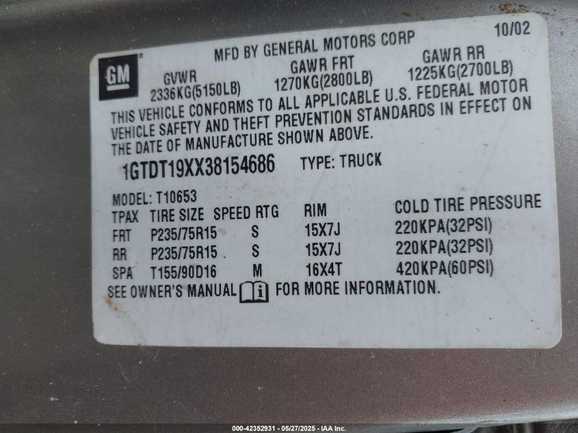 MFD BY GENERAL MOTORS CORP 10/02
GM GVWR GAWR FRT GAWR RR
2336KG(5150LB) 1270KG(2800LB) 1225KG(2700LB)
THIS VEHICLE CONFORMS TO ALL APPLICABLE U.S. FEDERAL MOTOR
VEHICLE SAFETY AND THEFT PREVENTION STANDARDS IN EFFECT ON
THE DATE OF MANUFACTURE SHOWN ABOVE.
1GTDT19XX38154686 TYPE: TRUCK
MODEL: T10653
TPAX TIRE SIZE SPEED RTG RIM COLD TIRE PRESSURE
FRT P235/75R15 S 15X7J 220KPA(32PSI)
RR P235/75R15 S 15X7J 220KPA(32PSI)
SPA T155/90D16 M 16X4T 420KPA(60PSI)
SEE OWNER'S MANUAL i FOR MORE INFORMATION.
000-42352931 - 05/27/2025 - IAA Inc.